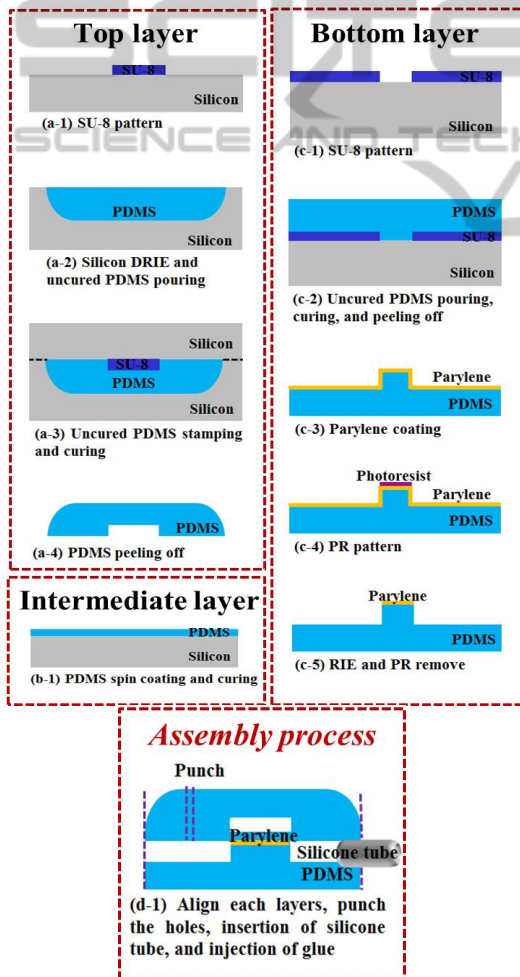 Top layer
SU-8
Silicon
(a-1) SU-8 pattern
PDMS
Silicon
(a-2) Silicon DRIE and
uncured PDMS pouring
Silicon
SU-8
PDMS
Silicon
(a-3) Uncured PDMS stamping
and curing
PDMS
(a-4) PDMS peeling off
Intermediate layer
PDMS
Silicon
(b-1) PDMS spin coating and curing
Bottom layer
SU-8
Silicon
(c-1) SU-8 pattern
PDMS
SU-8
Silicon
(c-2) Uncured PDMS pouring,
curing, and peeling off
Parylene
PDMS
(c-3) Parylene coating
Photoresist
Parylene
PDMS
(c-4) PR pattern
Parylene
PDMS
(c-5) RIE and PR remove
Assembly process
Punch
Parylene
Silicone tube
PDMS
(d-1) Align each layers, punch
the holes, insertion of silicone
tube, and injection of glue